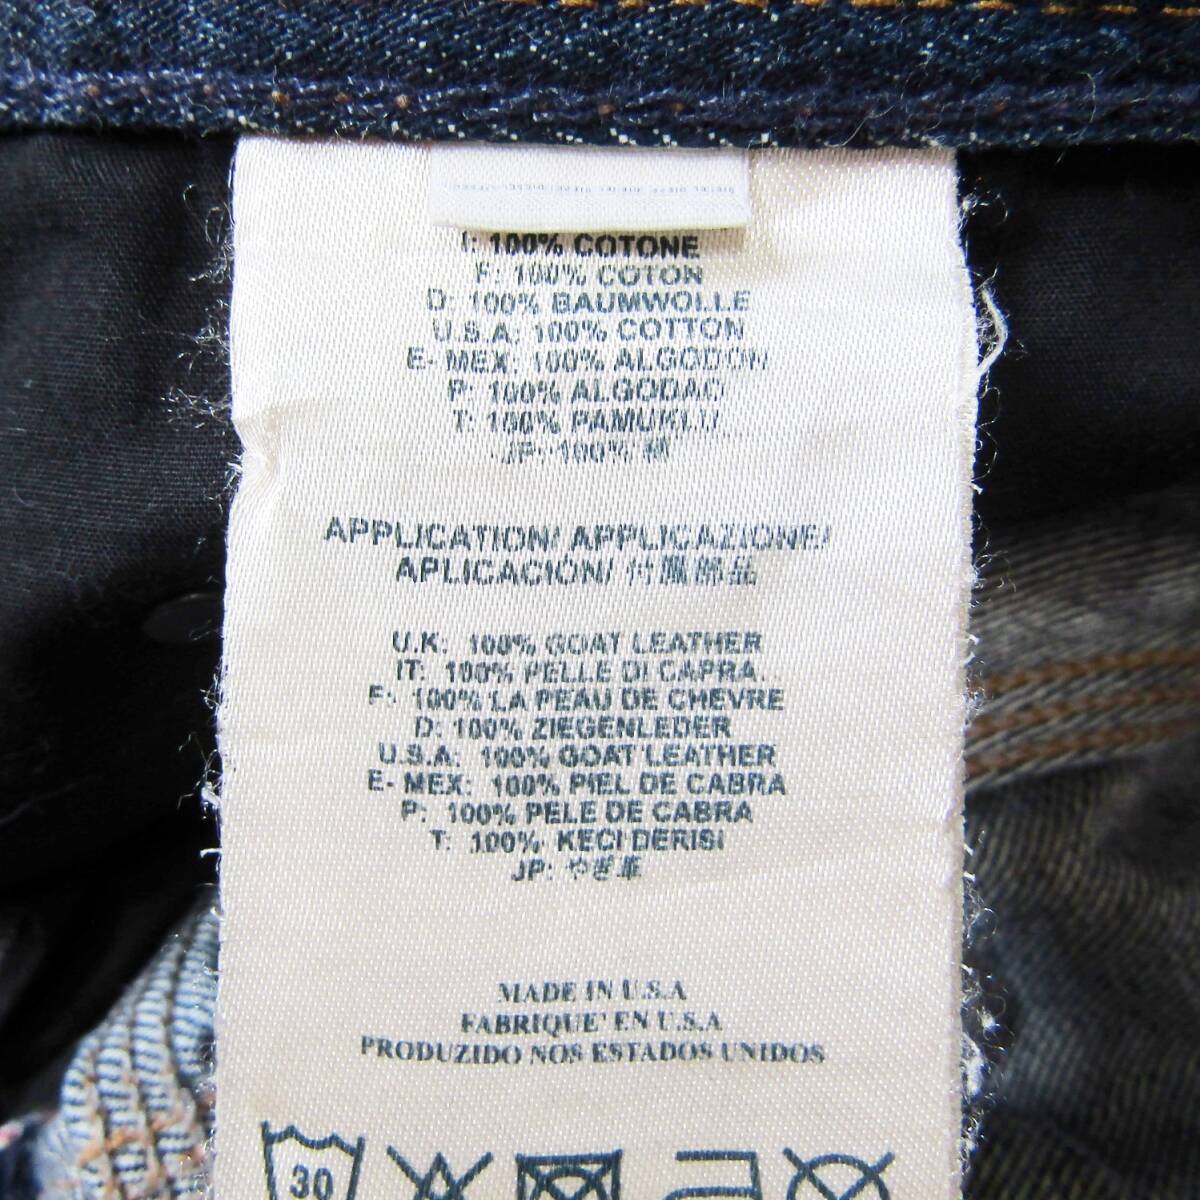 I: 100% COTONE
F: 100% COTON
D: 100% BAUMWOLLE
U.S.A: 100% COTTON
E- MEX: 100% ALGODON
P: 100% ALGODAO
T: 100% PAMUKLU
JP: 100% 綿
APPLICATION/ APPLICAZIONE/
APLICACIÓN/ 付属部品
U.K: 100% GOAT LEATHER
IT: 100% PELLE DI CAPRA
F: 100% LA PEAU DE CHEVRE
D: 100% ZIEGENLEDER
U.S.A: 100% GOAT LEATHER
E- MEX: 100% PIEL DE CABRA
P: 100% PELE DE CABRA
T: 100% KECI DERISI
JP: やぎ革
MADE IN U.S.A
FABRIQUE' EN U.S.A
PRODUZIDO NOS ESTADOS UNIDOS
30